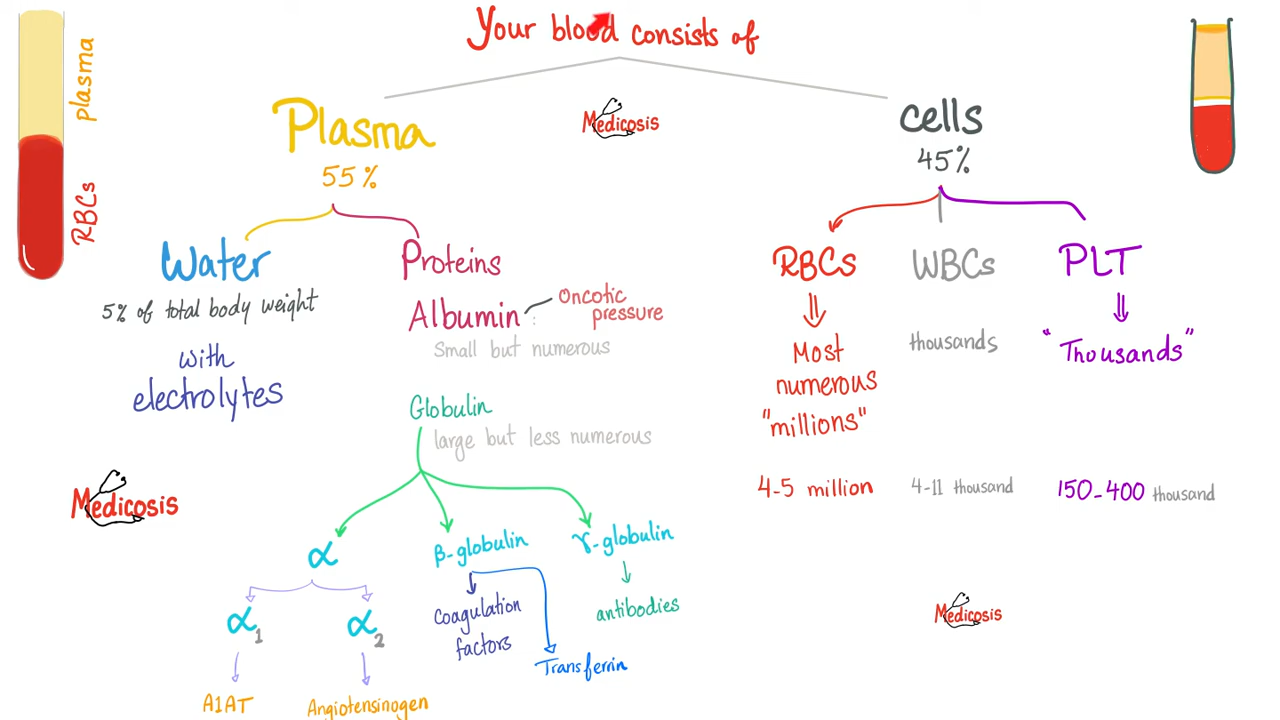 Your blood consists of
plasma
RBCs
Medicosis
Plasma
55%
cells
45%
Water
5% of total body weight
with
electrolytes
Proteins
Albumin
Oncotic
pressure
Small but numerous
Globulin
large but less numerous
α
α1
A1AT
α2
Angiotensinogen
β-globulin
Coagulation
factors
Transferrin
γ-globulin
antibodies
RBCs
Most
numerous
"millions"
4-5 million
WBCs
thousands
4-11 thousand
PLT
"Thousands"
150-400 thousand
Medicosis
Medicosis